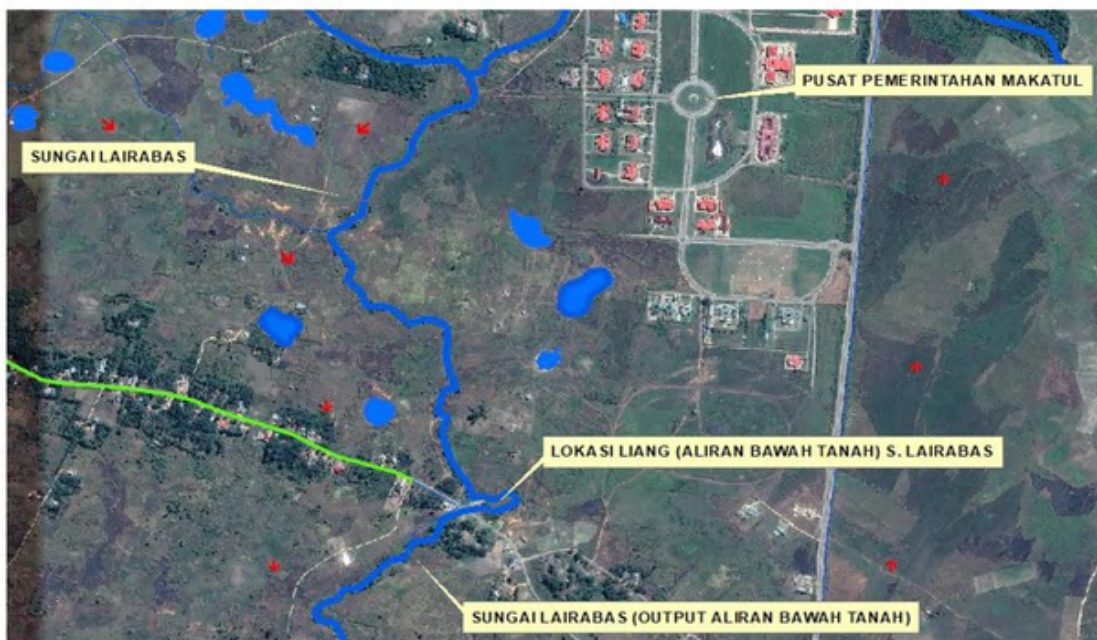 PUSAT PEMERINTAHAN MAKATUL
SUNGAI LAIRABAS
LOKASI LIANG (ALIRAN BAWAH TANAH) S. LAIRABAS
SUNGAI LAIRABAS (OUTPUT ALIRAN BAWAH TANAH)